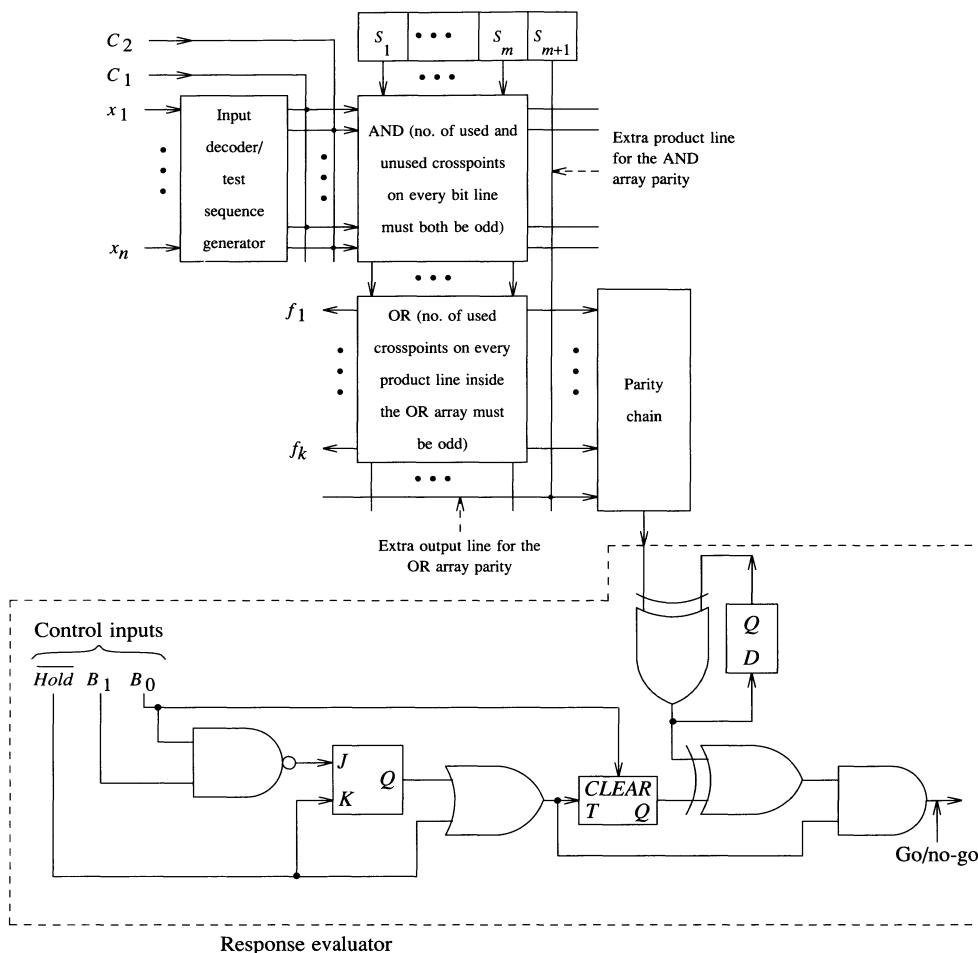 C2
C1
x1
xn
Input
decoder/
test
sequence
generator
S1 • • • Sm Sm+1
AND (no. of used and
unused crosspoints
on every bit line
must both be odd)
Extra product line
for the AND
array parity
f1
fk
OR (no. of used
crosspoints on every
product line inside
the OR array must
be odd)
Parity
chain
Extra output line for the
OR array parity
Control inputs
Hold B1 B0
Q
D
J
K
Q
CLEAR
T Q
Go/no-go
Response evaluator